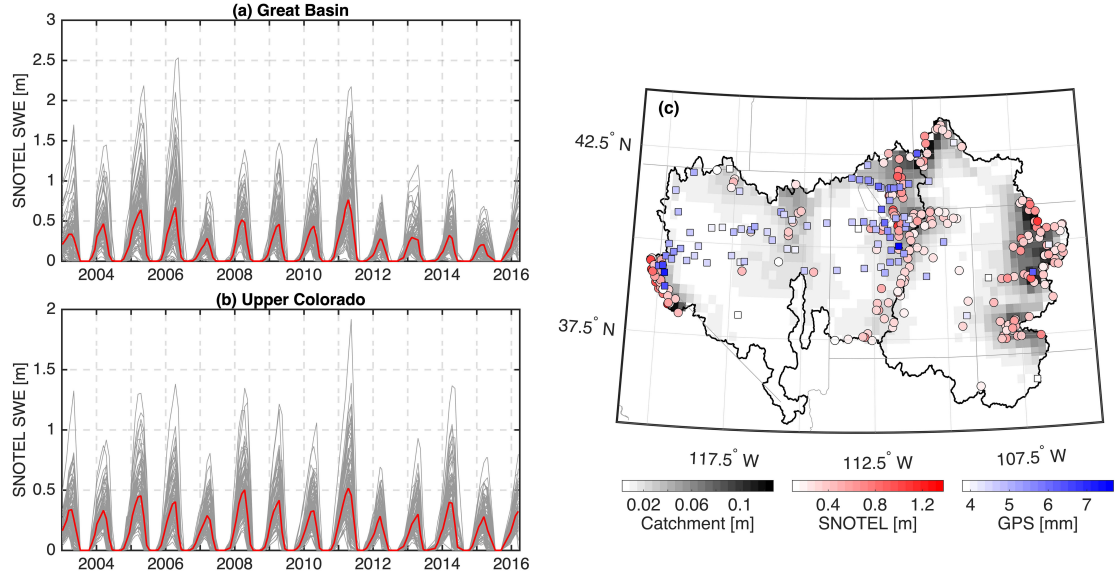 (a) Great Basin
3
2.5
2
1.5
1
0.5
0
SNOTEL SWE [m]
2004 2006 2008 2010 2012 2014 2016
(b) Upper Colorado
2
1.5
1
0.5
0
SNOTEL SWE [m]
2004 2006 2008 2010 2012 2014 2016
(c)
42.5° N
37.5° N
117.5° W 112.5° W 107.5° W
0.02 0.06 0.1
Catchment [m]
0.4 0.8 1.2
SNOTEL [m]
4 5 6 7
GPS [mm]